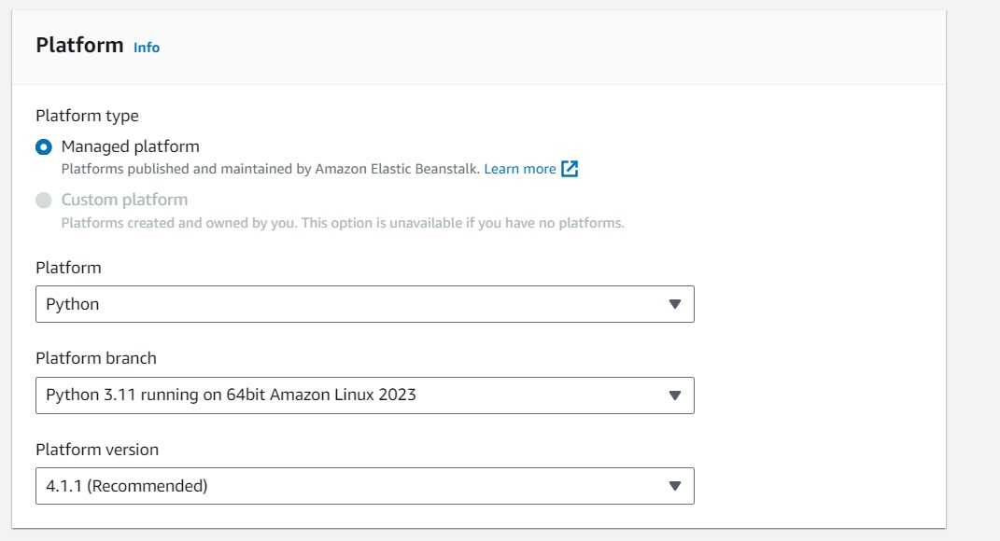 Platform Info
Platform type
Managed platform
Platforms published and maintained by Amazon Elastic Beanstalk. Learn more
Custom platform
Platforms created and owned by you. This option is unavailable if you have no platforms.
Platform
Python
Platform branch
Python 3.11 running on 64bit Amazon Linux 2023
Platform version
4.1.1 (Recommended)